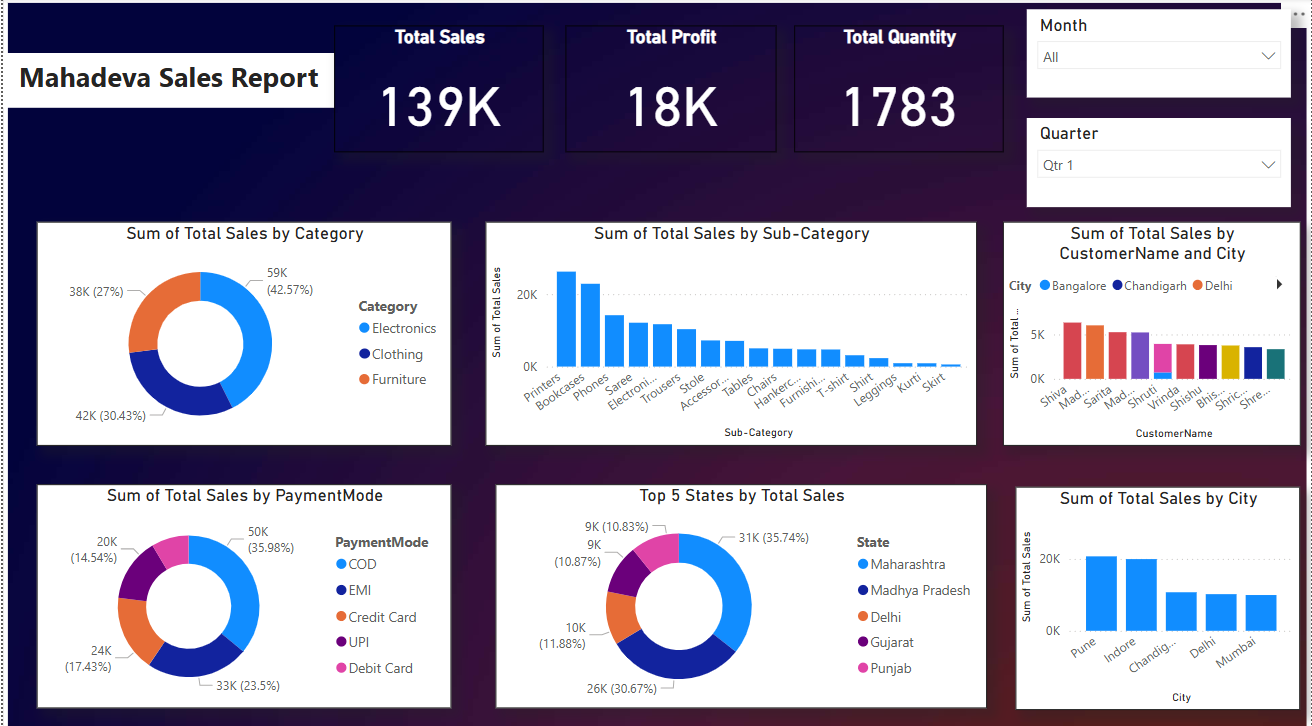 Mahadeva Sales Report
Total Sales
139K
Total Profit
18K
Total Quantity
1783
Month
All
Quarter
Qtr 1
Sum of Total Sales by Category
59K
(42.57%)
38K (27%)
42K (30.43%)
Category
Electronics
Clothing
Furniture
Sum of Total Sales by Sub-Category
Sum of Total Sales
20K
0K
Printers
Bookcases
Phones
Saree
Electroni...
Trousers
Stole
Accessor...
Tables
Chairs
Hankerc...
Furnishi...
T-shirt
Shirt
Leggings
Kurti
Skirt
Sub-Category
Sum of Total Sales by
CustomerName and City
City Bangalore Chandigarh Delhi
Sum of Total ...
5K
0K
Shiva
Mad...
Sarita
Mad...
Shruti
Vrinda
Shishu
Bhis...
Shric...
Shre...
CustomerName
Sum of Total Sales by PaymentMode
50K
(35.98%)
20K
(14.54%)
24K
(17.43%)
33K (23.5%)
PaymentMode
COD
EMI
Credit Card
UPI
Debit Card
Top 5 States by Total Sales
9K (10.83%)
31K (35.74%)
9K
(10.87%)
10K
(11.88%)
26K (30.67%)
State
Maharashtra
Madhya Pradesh
Delhi
Gujarat
Punjab
Sum of Total Sales by City
Sum of Total Sales
20K
0K
Pune
Indore
Chandig...
Delhi
Mumbai
City